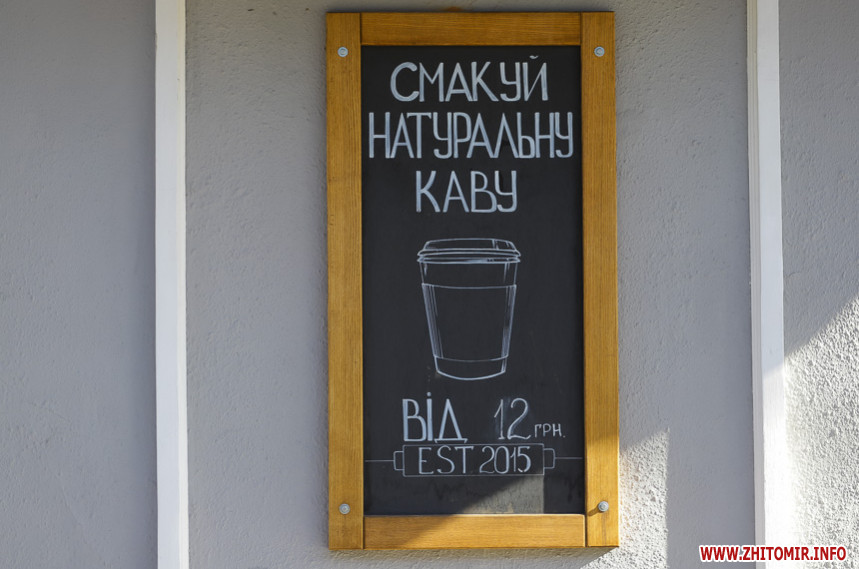 СМАКУЙ
НАТУРАЛЬНУ
КАВУ
ВІД 12 ГРН.
EST 2015
WWW.ZHITOMIR.INFO